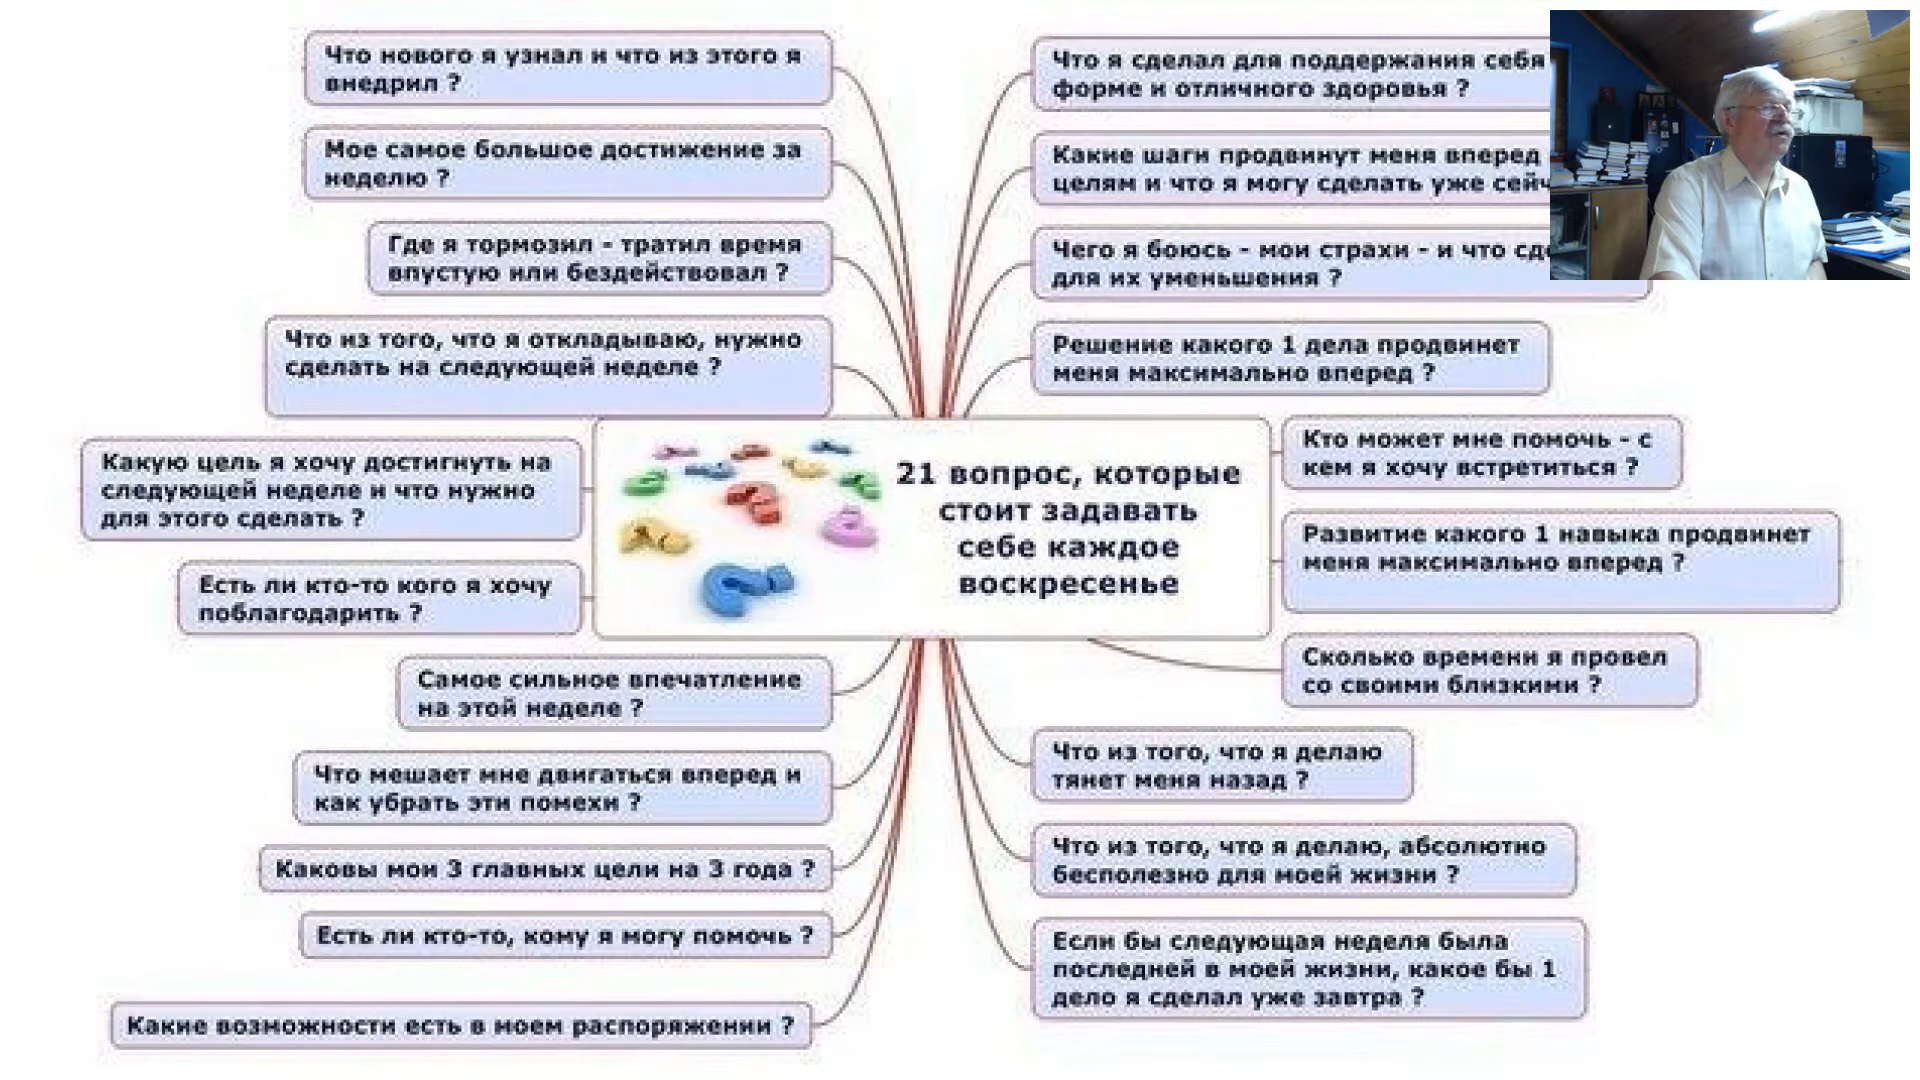 Что нового я узнал и что из этого я
внедрил ?
Мое самое большое достижение за
неделю ?
Где я тормозил - тратил время
впустую или бездействовал ?
Что из того, что я откладываю, нужно
сделать на следующей неделе ?
Какую цель я хочу достигнуть на
следующей неделе и что нужно
для этого сделать ?
Есть ли кто-то кого я хочу
поблагодарить ?
Самое сильное впечатление
на этой неделе ?
Что мешает мне двигаться вперед и
как убрать эти помехи ?
Каковы мои 3 главных цели на 3 года ?
Есть ли кто-то, кому я могу помочь ?
Какие возможности есть в моем распоряжении ?
21 вопрос, которые
стоит задавать
себе каждое
воскресенье
Что я сделал для поддержания себя
форме и отличного здоровья ?
Какие шаги продвинут меня вперед
целям и что я могу сделать уже
Чего я боюсь - мои страхи - и что
для их уменьшения ?
Решение какого 1 дела продвинет
меня максимально вперед ?
Кто может мне помочь - с
кем я хочу встретиться ?
Развитие какого 1 навыка продвинет
меня максимально вперед ?
Сколько времени я провел
со своими близкими ?
Что из того, что я делаю
тянет меня назад ?
Что из того, что я делаю, абсолютно
бесполезно для моей жизни ?
Если бы следующая неделя была
последней в моей жизни, какое бы 1
дело я сделал уже завтра ?